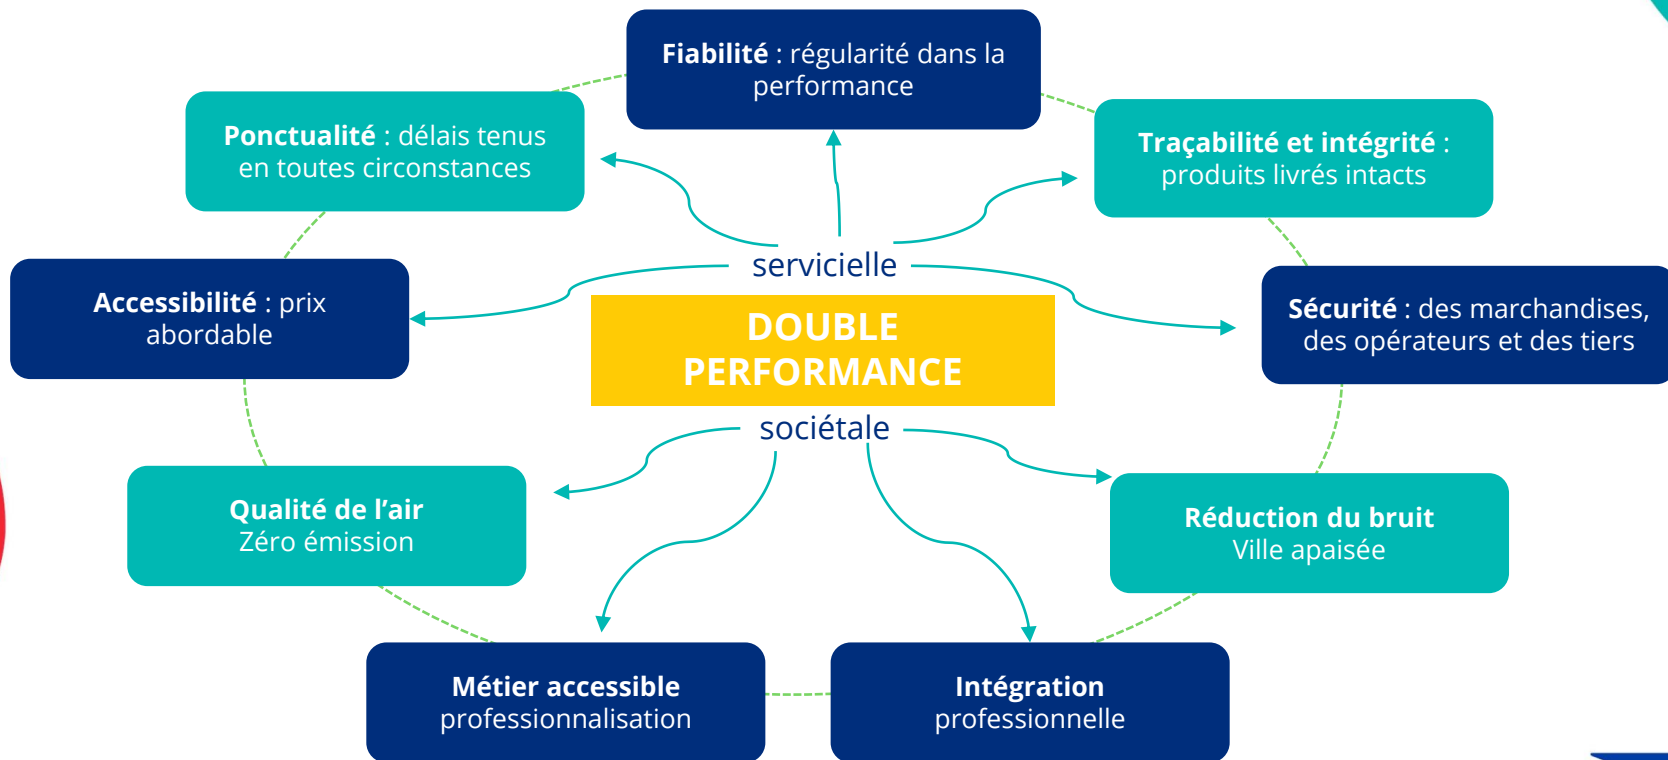 Fiabilité : régularité dans la
performance
Ponctualité : délais tenus
en toutes circonstances
Traçabilité et intégrité :
produits livrés intacts
servicielle
Accessibilité : prix
abordable
Sécurité : des marchandises,
des opérateurs et des tiers
DOUBLE
PERFORMANCE
sociétale
Qualité de l’air
Zéro émission
Réduction du bruit
Ville apaisée
Métier accessible
professionnalisation
Intégration
professionnelle